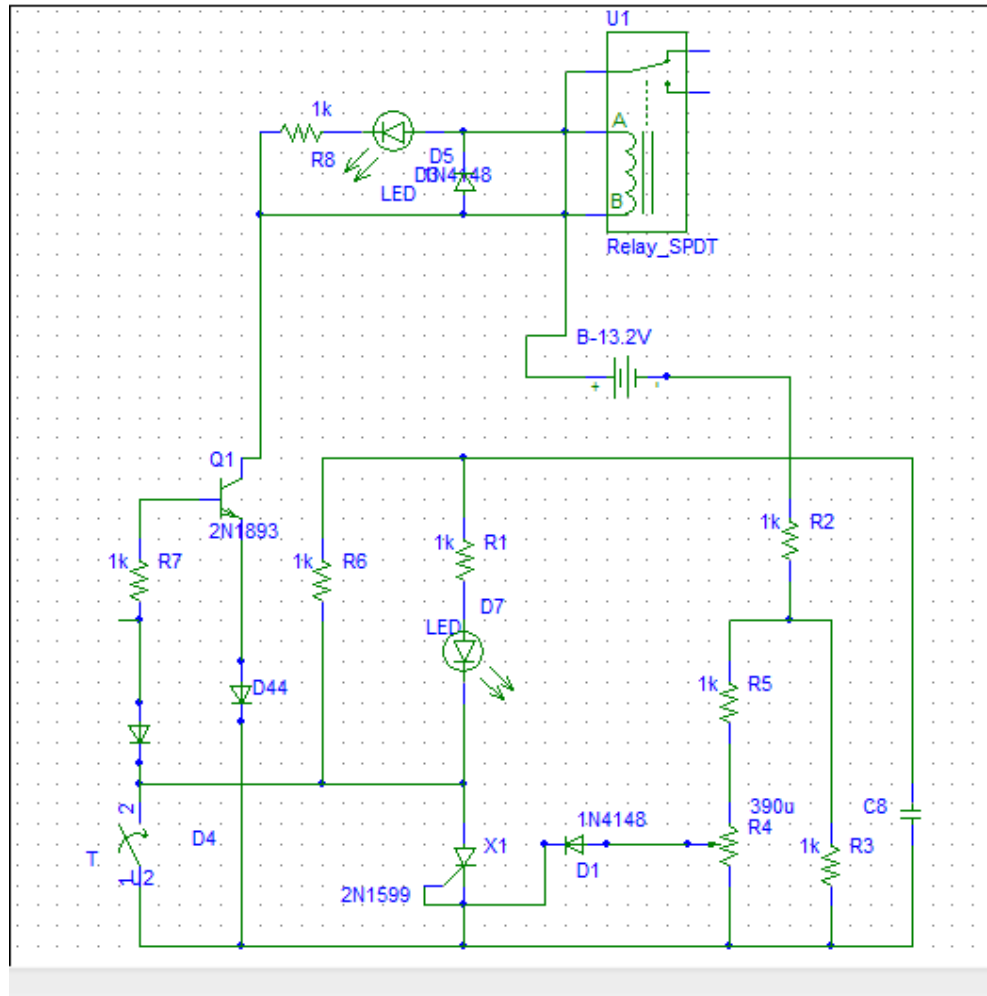 U1
1k
A
R8
D5
1N4148
LED
B
Relay_SPDT
B-13.2V
+
-
Q1
2N1893
1k
R7
1k
R6
1k
R1
1k
R2
D7
LED
D44
1k
R5
2
390u
R4
C8
D4
1N4148
X1
1k
R3
T
1
D1
2N1599